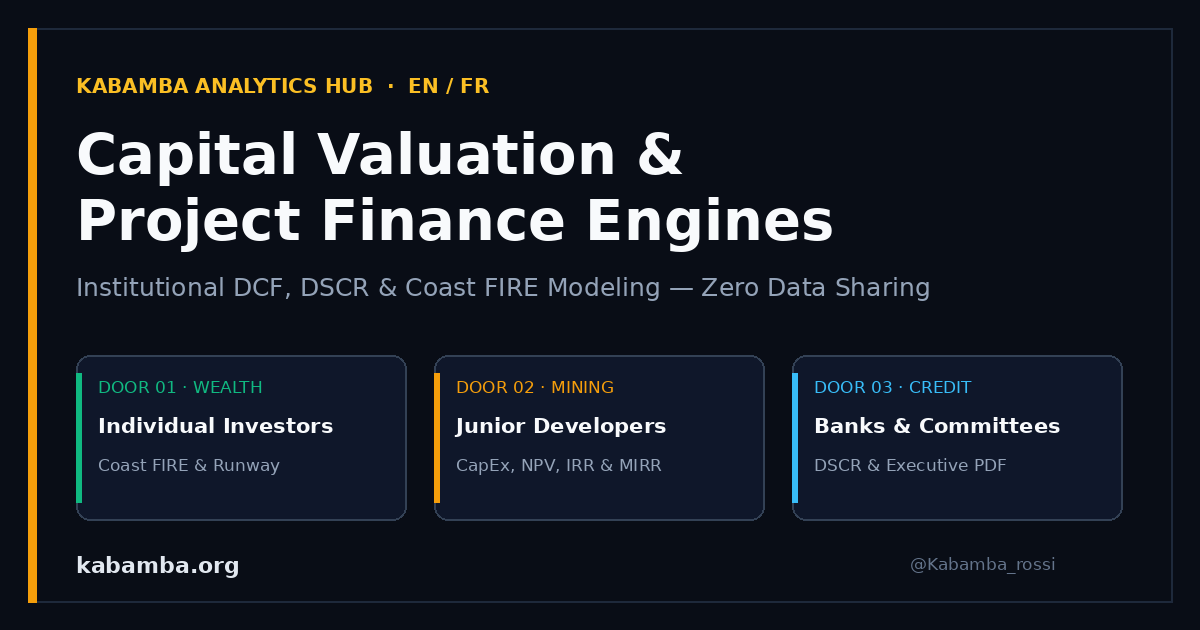 KABAMBA ANALYTICS HUB · EN / FR
Capital Valuation &
Project Finance Engines
Institutional DCF, DSCR & Coast FIRE Modeling — Zero Data Sharing
DOOR 01 · WEALTH
Individual Investors
Coast FIRE & Runway
DOOR 02 · MINING
Junior Developers
CapEx, NPV, IRR & MIRR
DOOR 03 · CREDIT
Banks & Committees
DSCR & Executive PDF
kabamba.org
@Kabamba_rossi